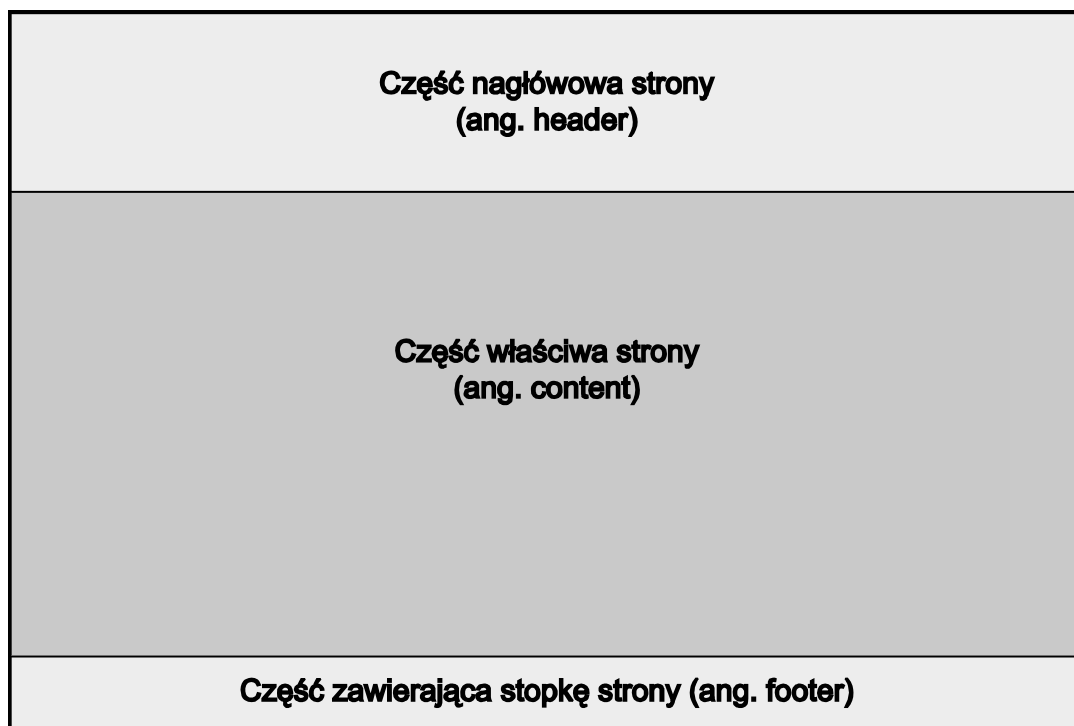 Część nagłówowa strony
(ang. header)
Część właściwa strony
(ang. content)
Część zawierająca stopkę strony (ang. footer)